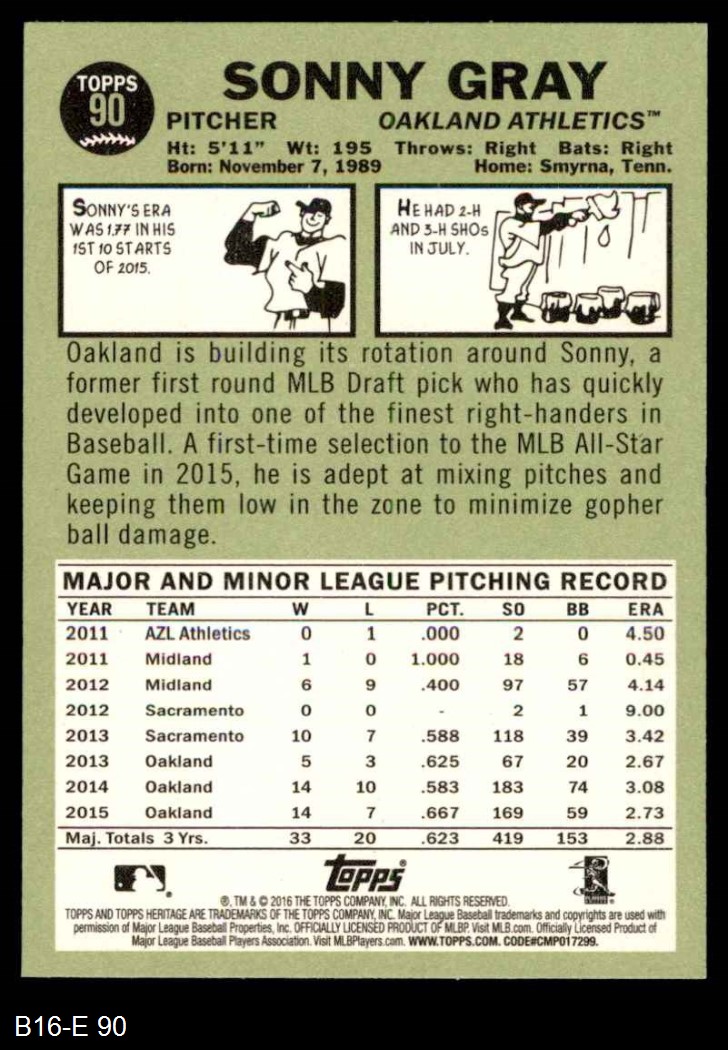 TOPPS
90
SONNY GRAY
PITCHER OAKLAND ATHLETICS™
Ht: 5'11" Wt: 195 Throws: Right Bats: Right
Born: November 7, 1989 Home: Smyrna, Tenn.
SONNY'S ERA
WAS 1.77 IN HIS
1ST 10 STARTS
OF 2015.
HE HAD 2-H
AND 3-H SHOs
IN JULY.
Oakland is building its rotation around Sonny, a
former first round MLB Draft pick who has quickly
developed into one of the finest right-handers in
Baseball. A first-time selection to the MLB All-Star
Game in 2015, he is adept at mixing pitches and
keeping them low in the zone to minimize gopher
ball damage.
MAJOR AND MINOR LEAGUE PITCHING RECORD
YEAR TEAM W L PCT. SO BB ERA
2011 AZL Athletics 0 1 .000 2 0 4.50
2011 Midland 1 0 1.000 18 6 0.45
2012 Midland 6 9 .400 97 57 4.14
2012 Sacramento 0 0 - 2 1 9.00
2013 Sacramento 10 7 .588 118 39 3.42
2013 Oakland 5 3 .625 67 20 2.67
2014 Oakland 14 10 .583 183 74 3.08
2015 Oakland 14 7 .667 169 59 2.73
Maj. Totals 3 Yrs. 33 20 .623 419 153 2.88
Topps®
®, TM & © 2016 THE TOPPS COMPANY, INC. ALL RIGHTS RESERVED.
TOPPS AND TOPPS HERITAGE ARE TRADEMARKS OF THE TOPPS COMPANY, INC. Major League Baseball trademarks and copyrights are used with
permission of Major League Baseball Properties, Inc. OFFICIALLY LICENSED PRODUCT OF MLBP. Visit MLB.com. Officially Licensed Product of
Major League Baseball Players Association. Visit MLBPlayers.com. WWW.TOPPS.COM. CODE#CMP017299.
B16-E 90